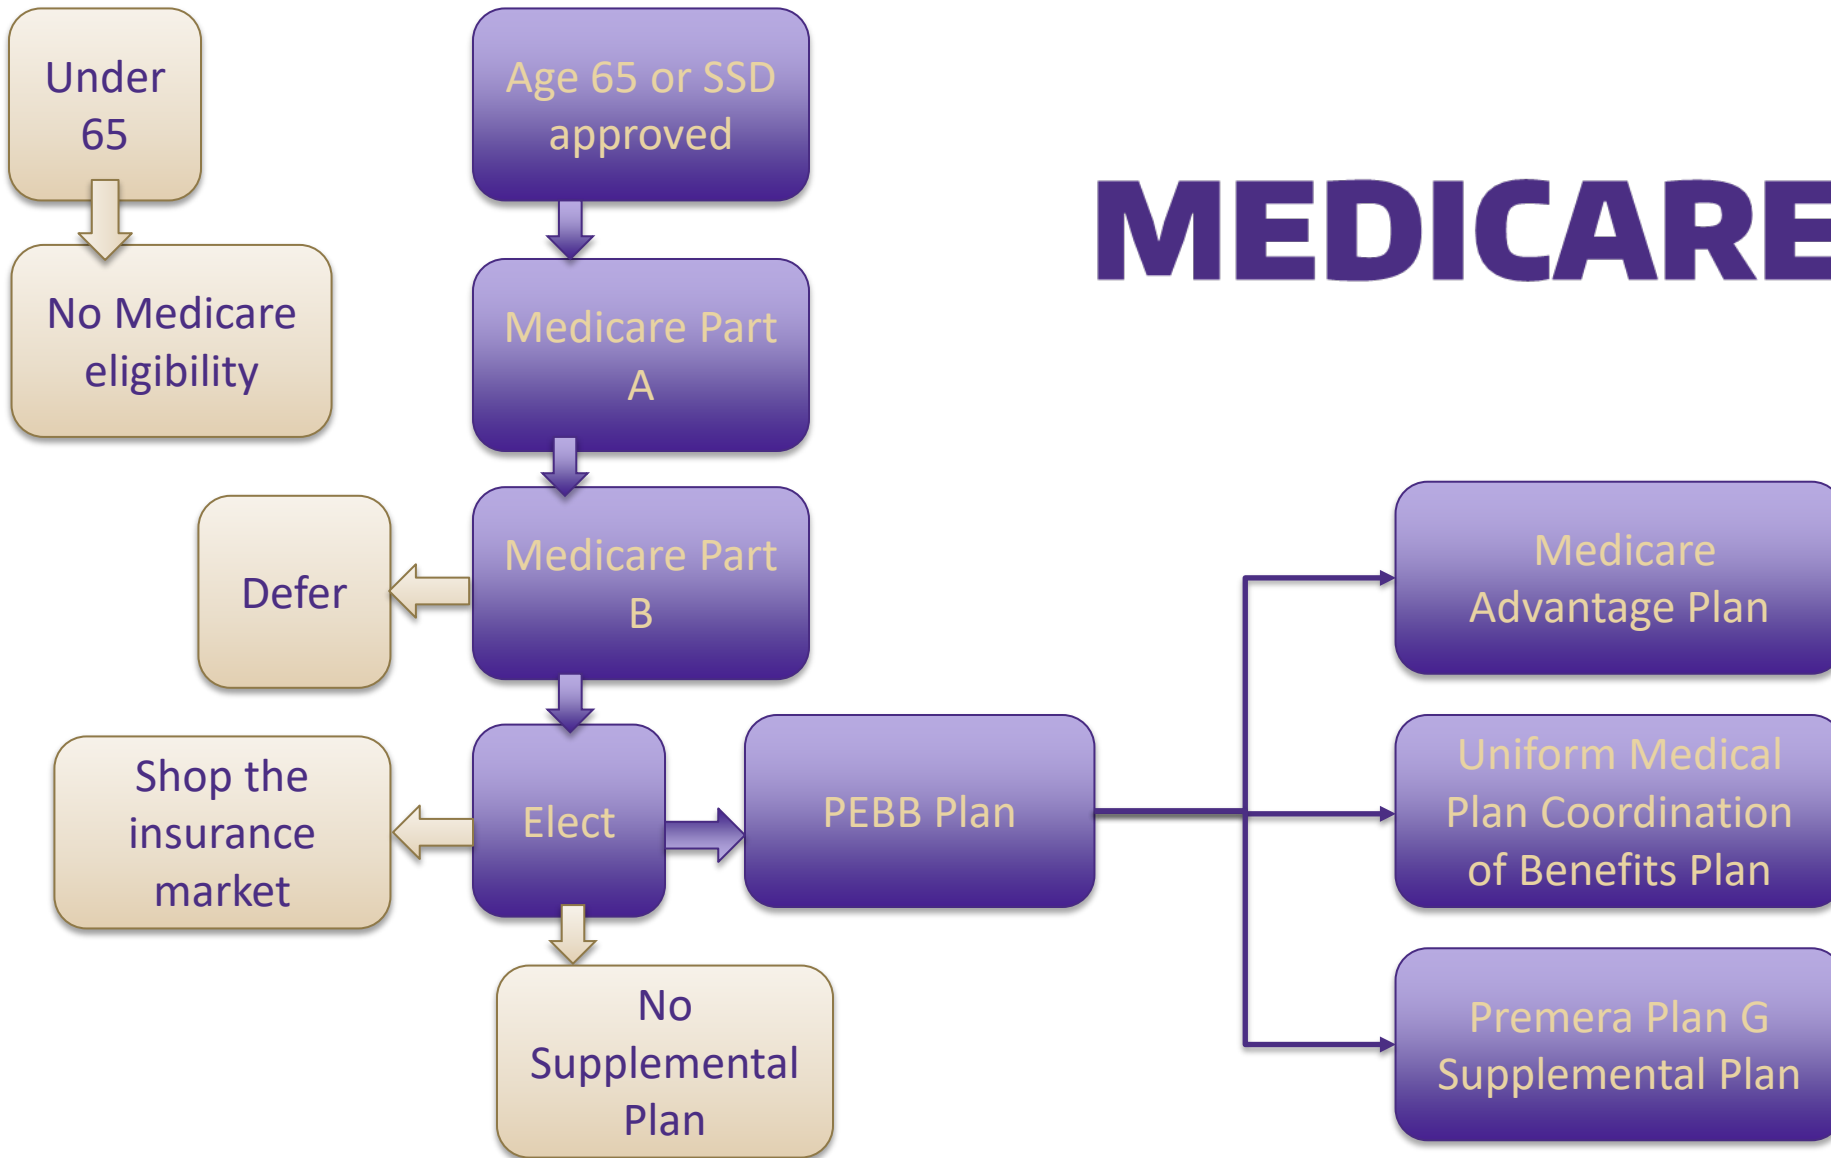 Under
65
Age 65 or SSD
approved
MEDICARE
No Medicare
eligibility
Medicare Part
A
Defer
Medicare Part
B
Medicare
Advantage Plan
Shop the
insurance
market
Elect
PEBB Plan
Uniform Medical
Plan Coordination
of Benefits Plan
No
Supplemental
Plan
Premera Plan G
Supplemental Plan